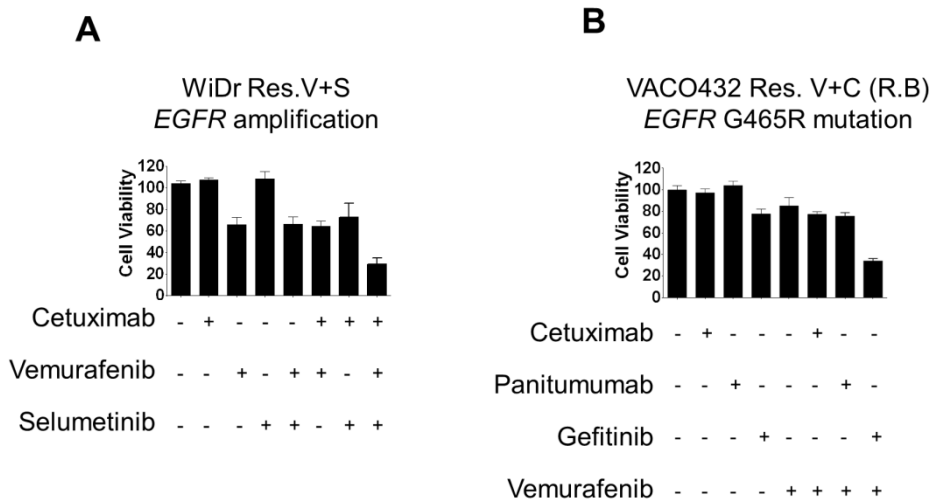 A
WiDr Res.V+S
EGFR amplification
Cell Viability
120
100
80
60
40
20
0
Cetuximab - + - - - + + +
Vemurafenib - - + - + + - +
Selumetinib - - - + + - + +
B
VACO432 Res. V+C (R.B)
EGFR G465R mutation
Cell Viability
120
100
80
60
40
20
0
Cetuximab - + - - - + - -
Panitumumab - - + - - - + -
Gefitinib - - - + - - - +
Vemurafenib - - - - + + + +